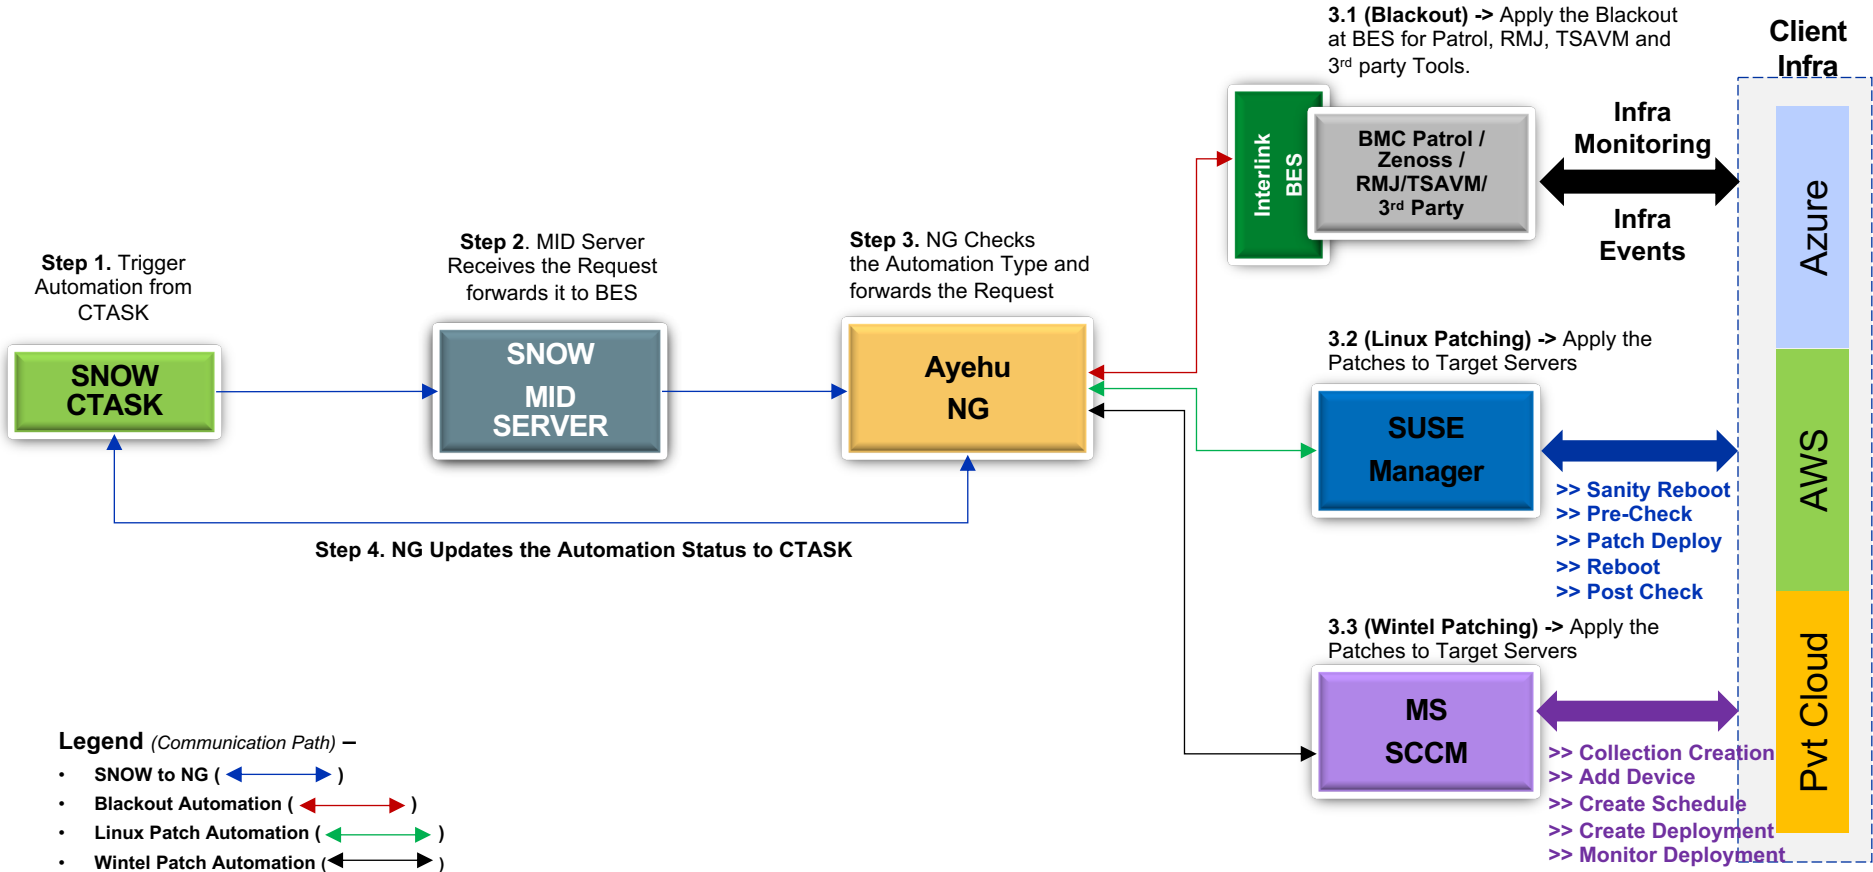 3.1 (Blackout) -> Apply the Blackout
at BES for Patrol, RMJ, TSAVM and
3rd party Tools.
Client
Infra
Interlink
BES
BMC Patrol /
Zenoss /
RMJ/TSAVM/
3rd Party
Infra
Monitoring
Infra
Events
Azure
AWS
Pvt Cloud
Step 1. Trigger
Automation from
CTASK
SNOW
CTASK
Step 2. MID Server
Receives the Request
forwards it to BES
SNOW
MID
SERVER
Step 3. NG Checks
the Automation Type and
forwards the Request
Ayehu
NG
Step 4. NG Updates the Automation Status to CTASK
3.2 (Linux Patching) -> Apply the
Patches to Target Servers
SUSE
Manager
>> Sanity Reboot
>> Pre-Check
>> Patch Deploy
>> Reboot
>> Post Check
3.3 (Wintel Patching) -> Apply the
Patches to Target Servers
MS
SCCM
>> Collection Creation
>> Add Device
>> Create Schedule
>> Create Deployment
>> Monitor Deployment
Legend (Communication Path) –
• SNOW to NG ( )
• Blackout Automation ( )
• Linux Patch Automation ( )
• Wintel Patch Automation ( )